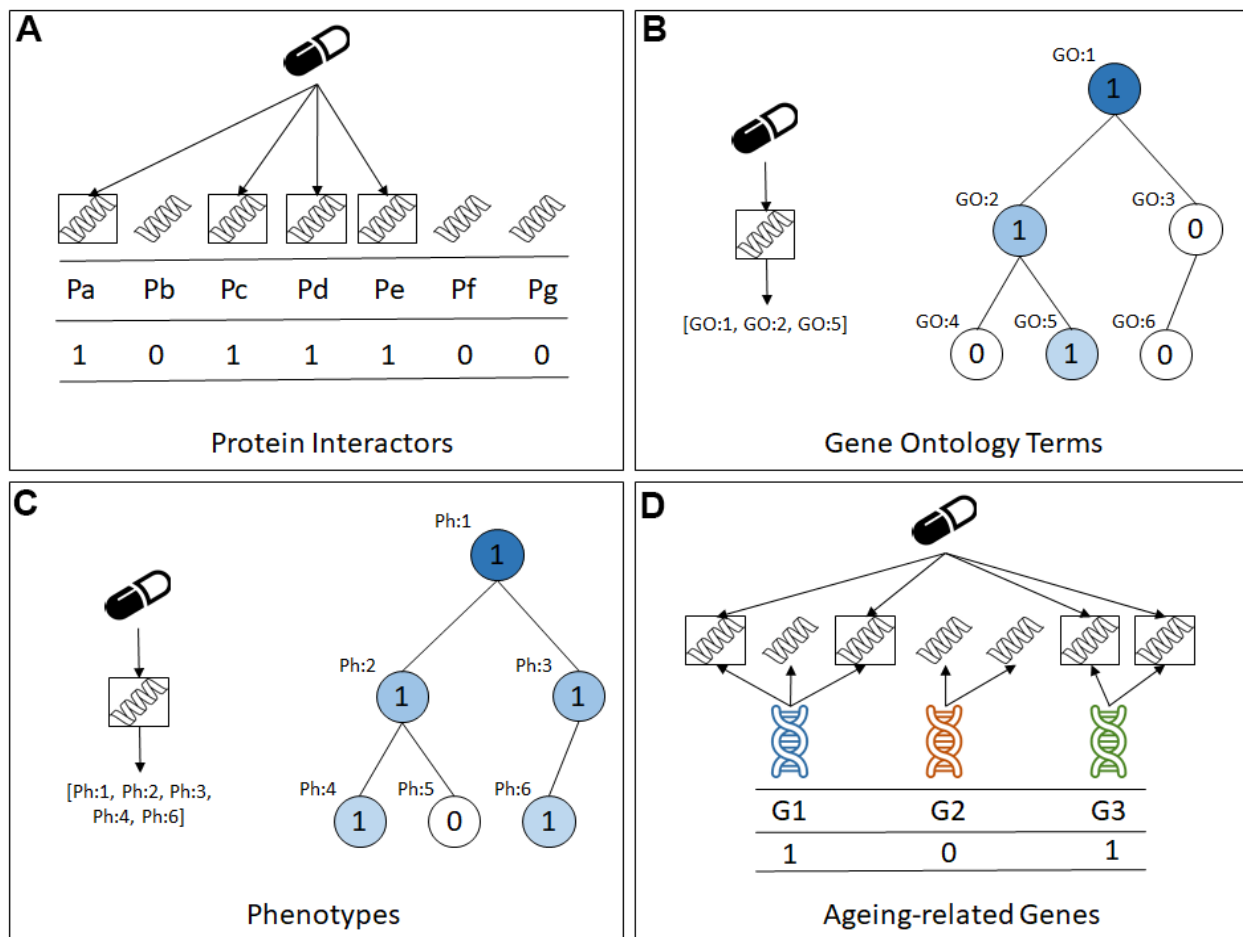 A
Pa Pb Pc Pd Pe Pf Pg
1 0 1 1 1 0 0
Protein Interactors
B
GO:1
1
GO:2
GO:3
1
0
[GO:1, GO:2, GO:5]
GO:4
GO:5
GO:6
0
1
0
Gene Ontology Terms
C
Ph:1
1
Ph:2
Ph:3
1
1
[Ph:1, Ph:2, Ph:3,
Ph:4, Ph:6]
Ph:4
Ph:5
Ph:6
1
0
1
Phenotypes
D
G1 G2 G3
1 0 1
Ageing-related Genes